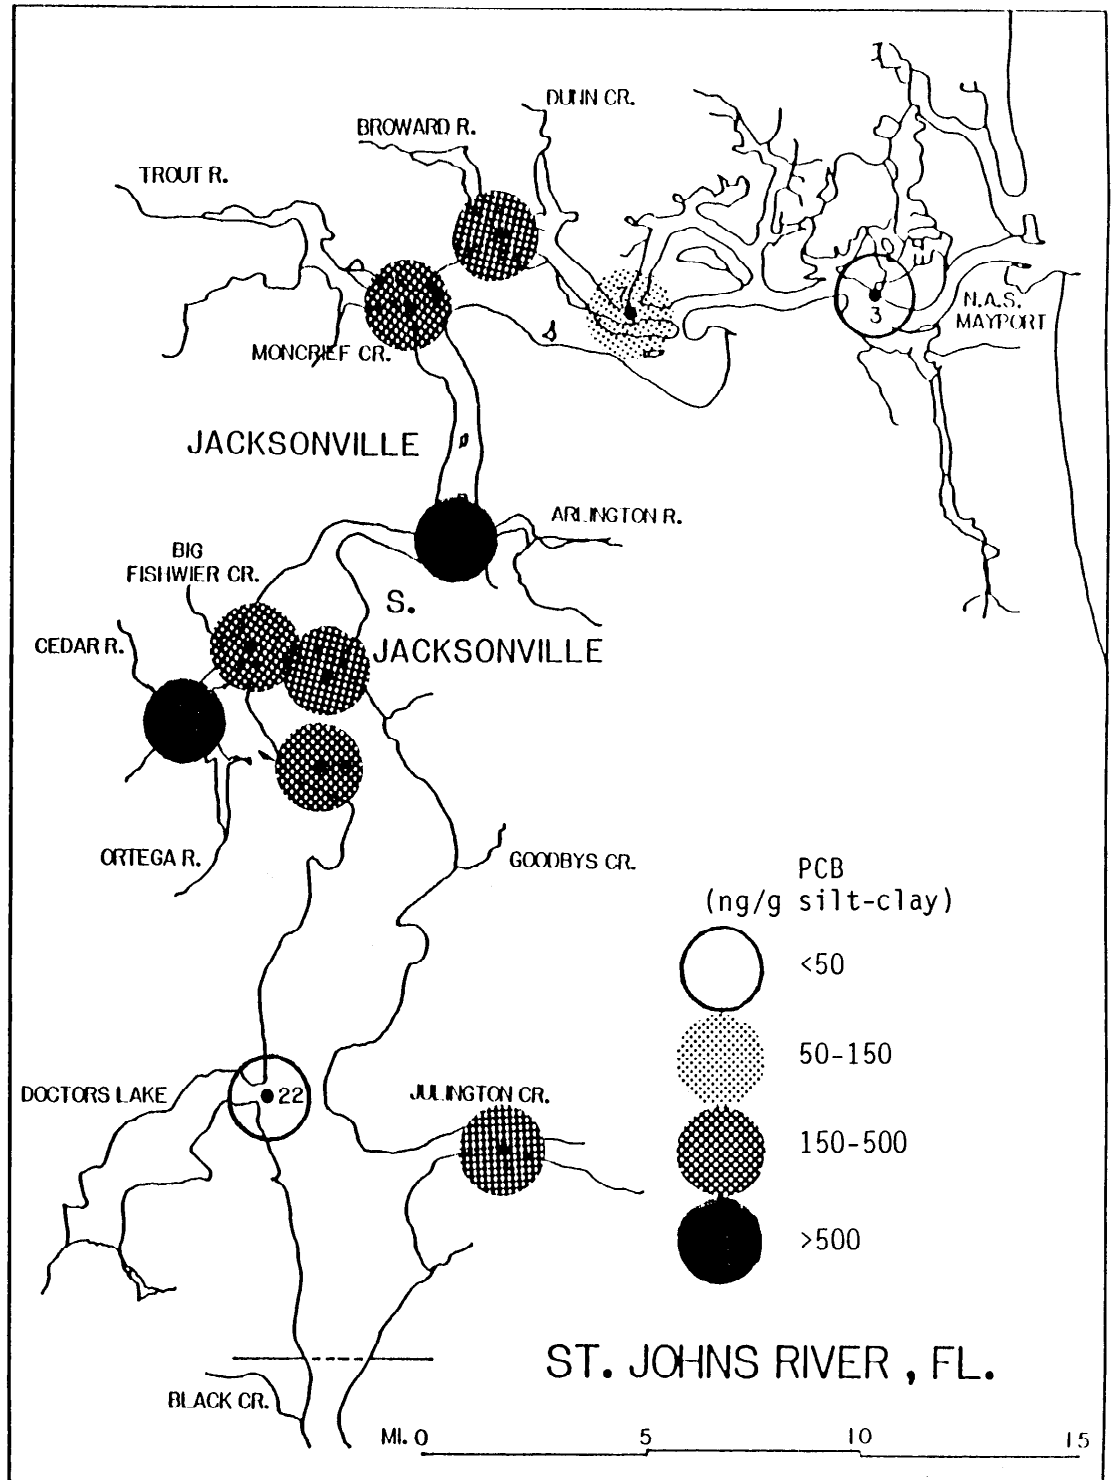 DUNN CR.
BROWARD R.
TROUT R.
7
N.A.S.
3
MAYPORT
MONCRIEF CR.
JACKSONVILLE
ARLINGTON R.
BIG
FISHWIER CR.
S.
CEDAR R.
JACKSONVILLE
ORTEGA R.
GOODBYS CR.
PCB
(ng/g silt-clay)
<50
50-150
DOCTORS LAKE
22
JULINGTON CR.
150-500
>500
ST. JOHNS RIVER, FL.
BLACK CR.
MI. 0 5 10 15